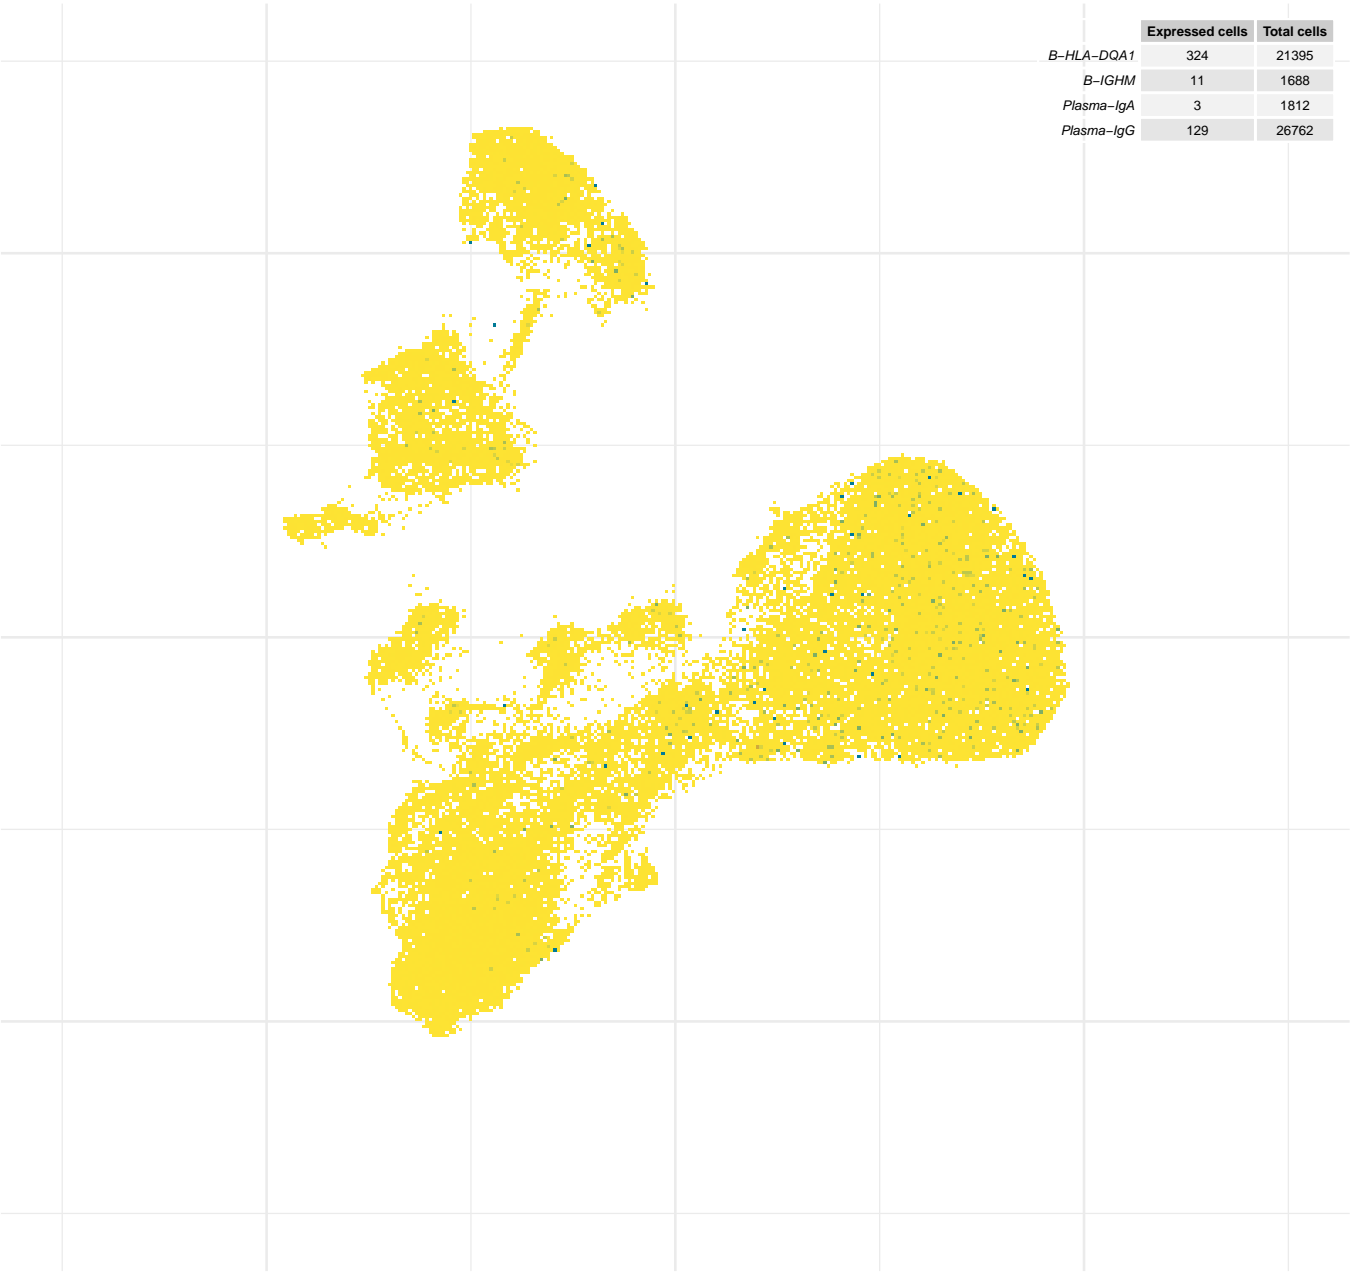 Expressed cells Total cells
B−HLA−DQA1 324 21395
B−IGHM 11 1688
Plasma−IgA 3 1812
Plasma−IgG 129 26762